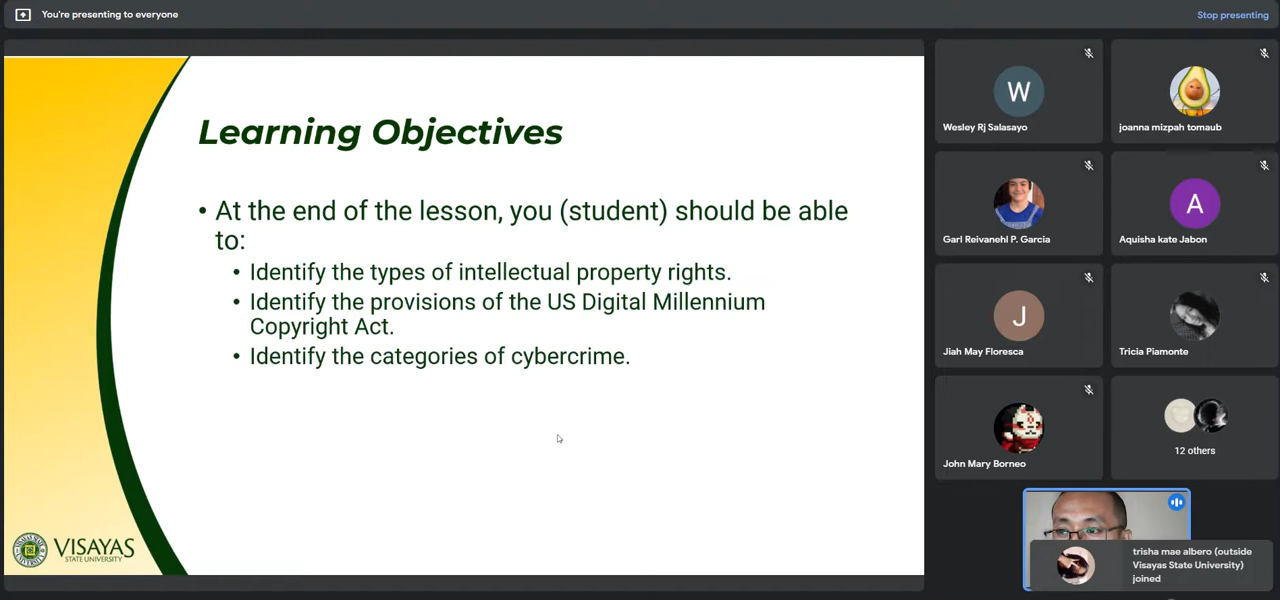 You're presenting to everyone
Stop presenting
Learning Objectives
• At the end of the lesson, you (student) should be able
to:
• Identify the types of intellectual property rights.
• Identify the provisions of the US Digital Millennium
Copyright Act.
• Identify the categories of cybercrime.
VISAYAS
STATE UNIVERSITY
W
Wesley Rj Salasayo
joanna mizpah tomaub
Garl Reivanehl P. Garcia
A
Aquisha kate Jabon
J
Jiah May Floresca
Tricia Piamonte
John Mary Borneo
12 others
trisha mae albero (outside
Visayas State University)
joined